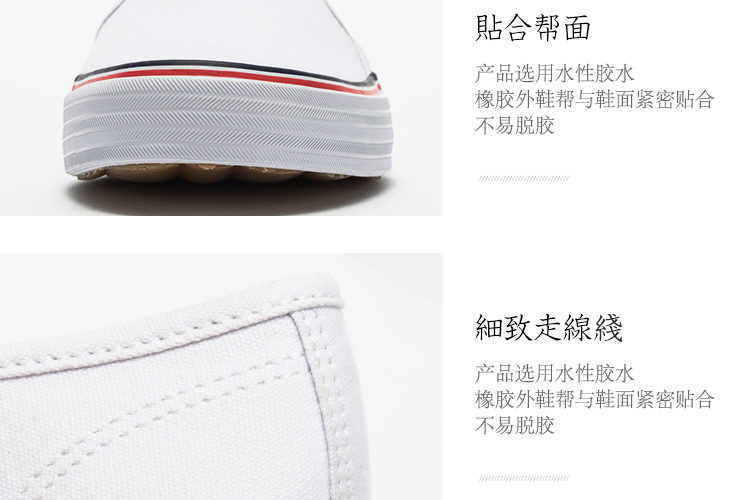 貼合帮面
产品选用水性胶水
橡胶外鞋帮与鞋面紧密贴合
不易脱胶
細致走線綫
产品选用水性胶水
橡胶外鞋帮与鞋面紧密贴合
不易脱胶